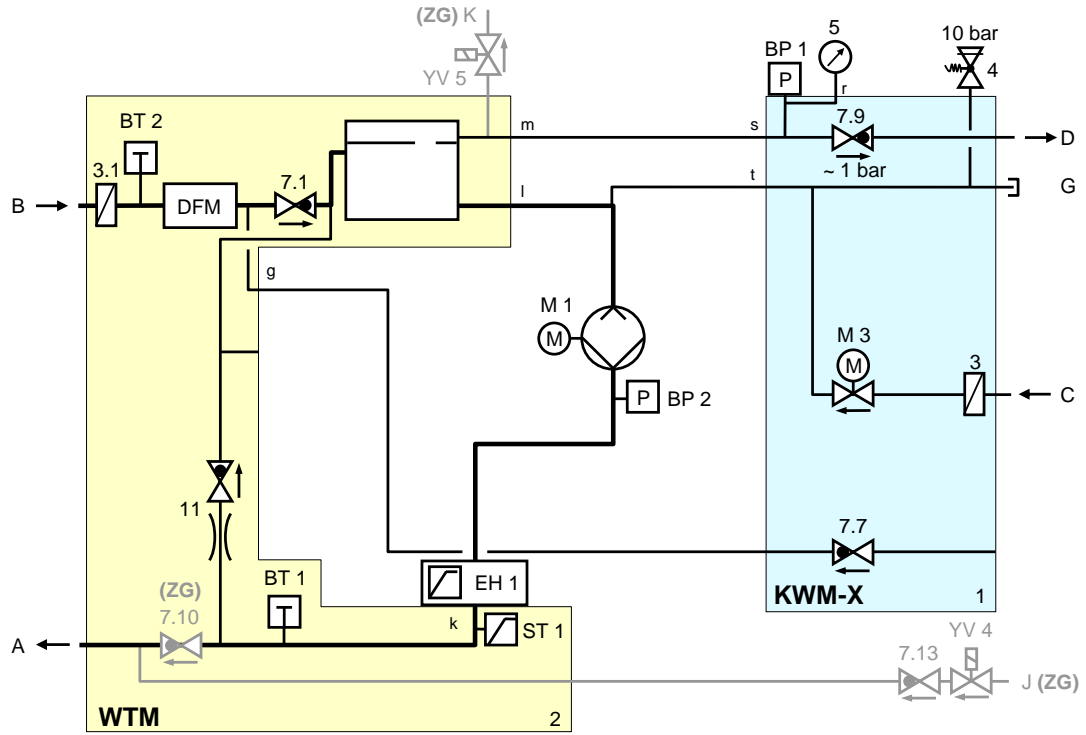 (ZG) K
5
10 bar
BP 1
P
4
YV 5
r
BT 2
m
s
7.9
D
3.1
7.1
~ 1 bar
B
DFM
l
t
G
g
M 1
M
M 3
M
3
P
BP 2
C
11
7.7
EH 1
(ZG)
7.10
BT 1
KWM-X
1
k
ST 1
A
YV 4
7.13
J (ZG)
WTM
2